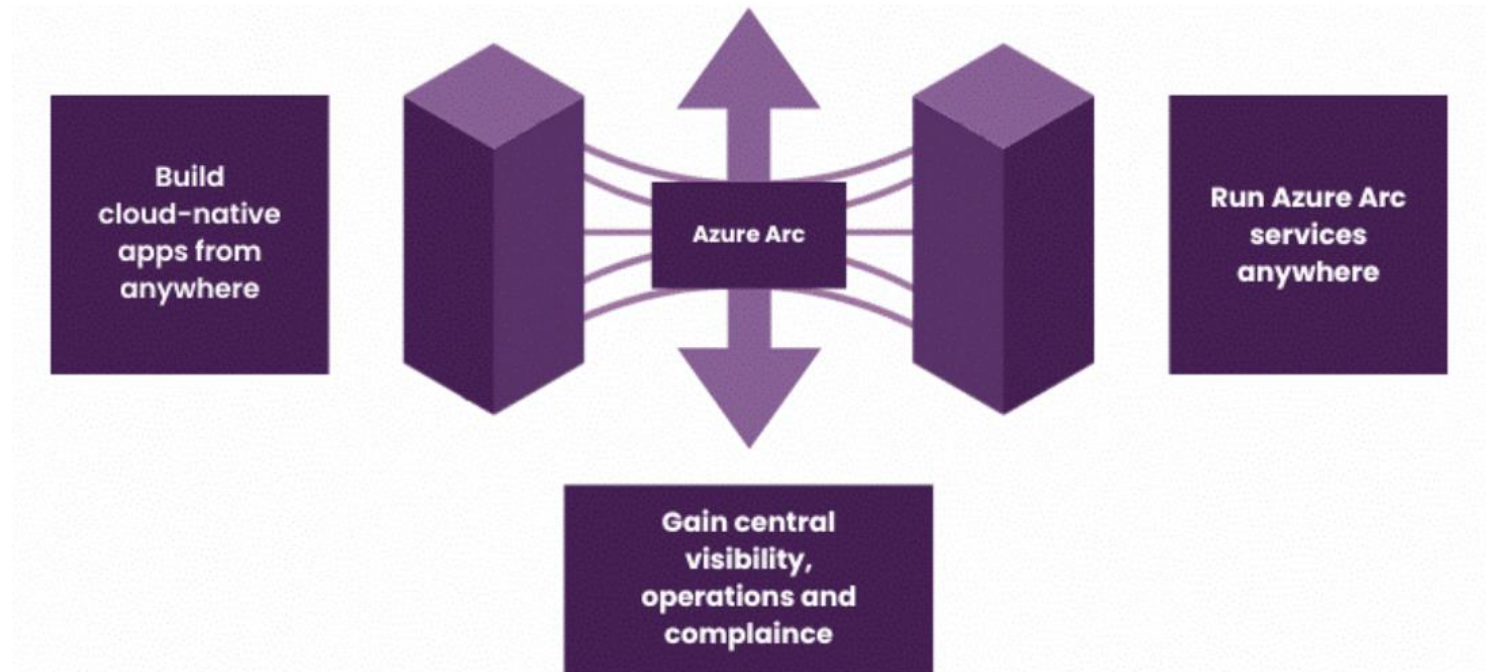 Build
cloud-native
apps from
anywhere
Azure Arc
Run Azure Arc
services
anywhere
Gain central
visibility,
operations and
complaince